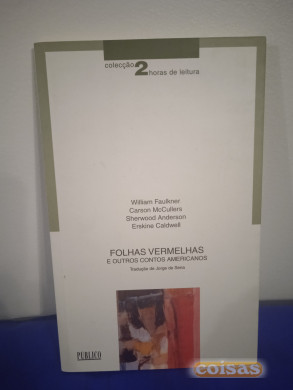 colecção 2 horas de leitura
William Faulkner
Carson McCullers
Sherwood Anderson
Erskine Caldwell
FOLHAS VERMELHAS
E OUTROS CONTOS AMERICANOS
Tradução de Jorge de Sena
PUBLICO
coisas